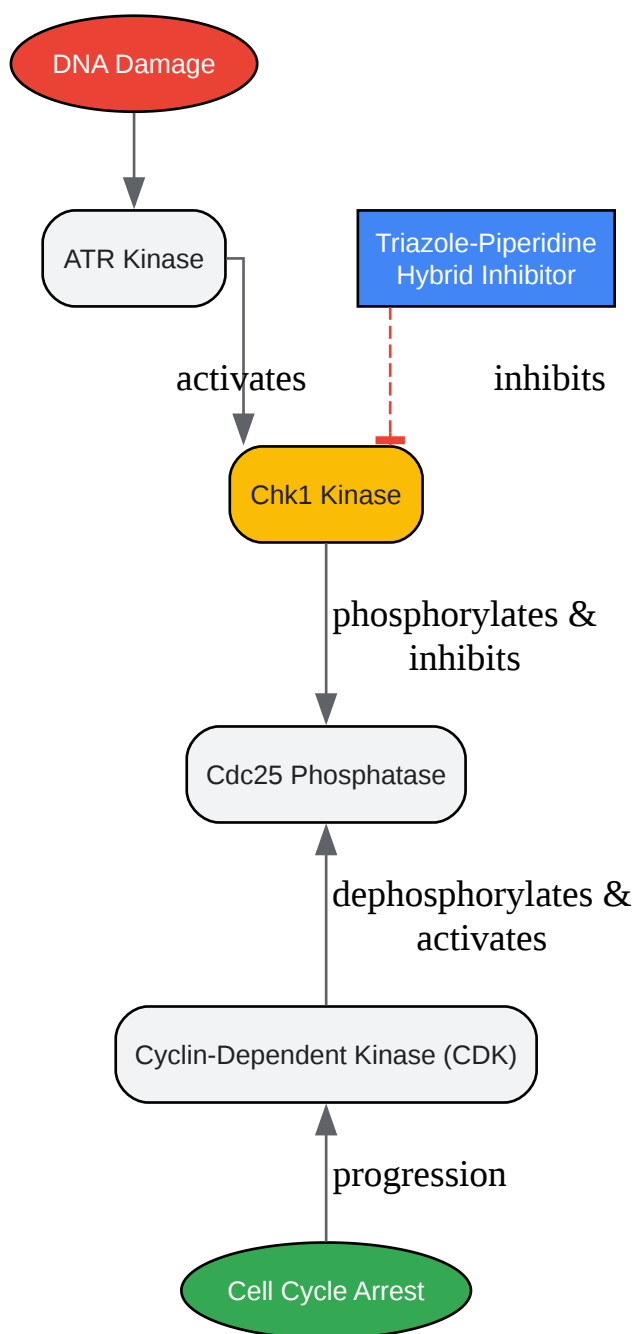 DNA Damage
ATR Kinase
Triazole-Piperidine
Hybrid Inhibitor
activates
inhibits
Chk1 Kinase
phosphorylates &
inhibits
Cdc25 Phosphatase
dephosphorylates &
activates
Cyclin-Dependent Kinase (CDK)
progression
Cell Cycle Arrest